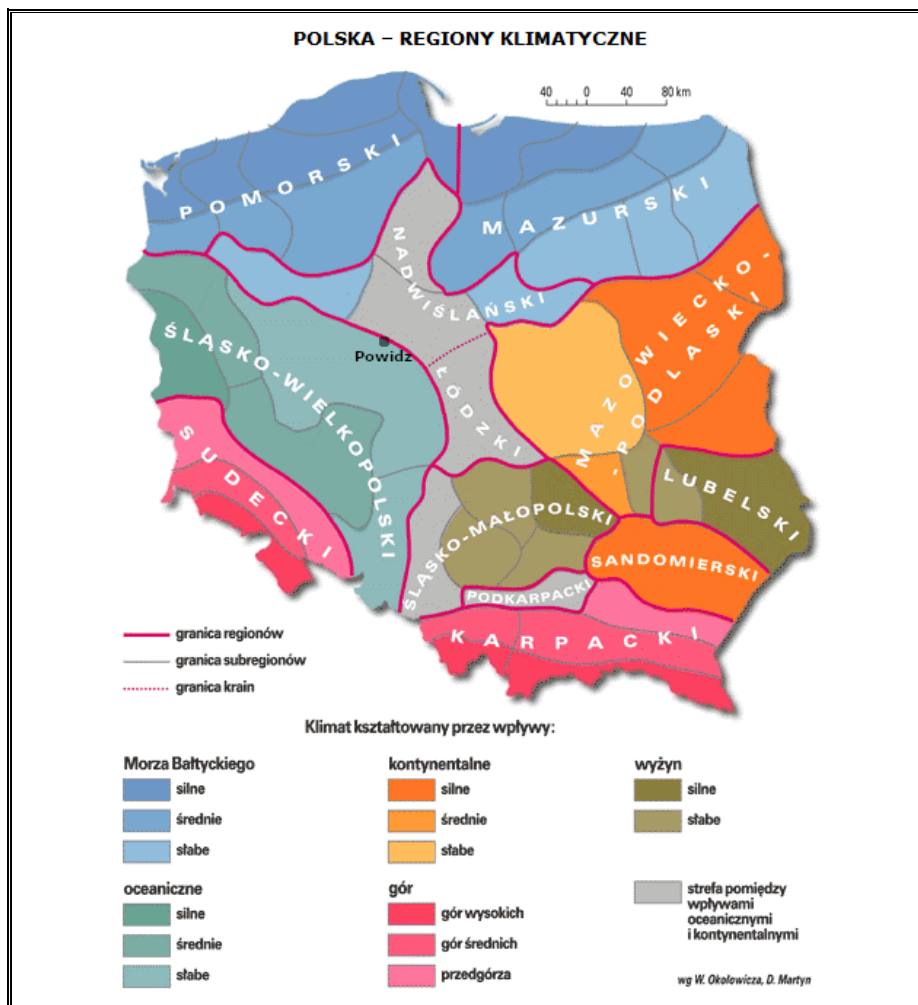 POLSKA – REGIONY KLIMATYCZNE
40 0 40 80 km
POMORSKI
MAZURSKI
NADWIŚLAŃSKI
MAZOWIECKO-
-PODLASKI
ŚLĄSKO-WIELKOPOLSKI
Powidz
ŁÓDZKI
SUDECKI
LUBELSKI
ŚLĄSKO-MAŁOPOLSKI
SANDOMIERSKI
PODKARPACKI
KARPACKI
granica regionów
granica subregionów
granica krain
Klimat kształtowany przez wpływy:
Morza Bałtyckiego
silne
średnie
słabe
kontynentalne
silne
średnie
słabe
wyżyn
silne
słabe
oceaniczne
silne
średnie
słabe
gór
gór wysokich
gór średnich
przedgórza
strefa pomiędzy
wpływami
oceanicznymi
i kontynentalnymi
wg W. Okołowicza, D. Martyn